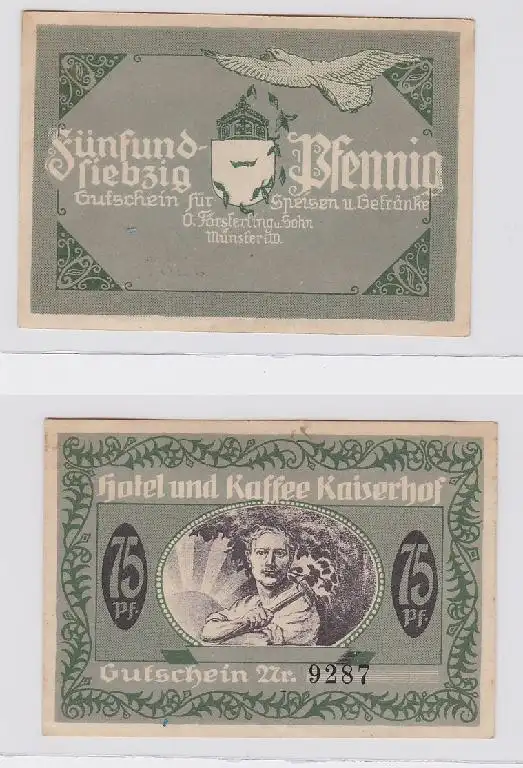 Fünfund-
siebzig Pfennig
Gutschein für Speisen u. Getränke
O. Försterling u. Sohn
Münster i.W.
Hotel und Kaffee Kaiserhof
75 Pf.
75 Pf.
Gutschein Nr. 9287